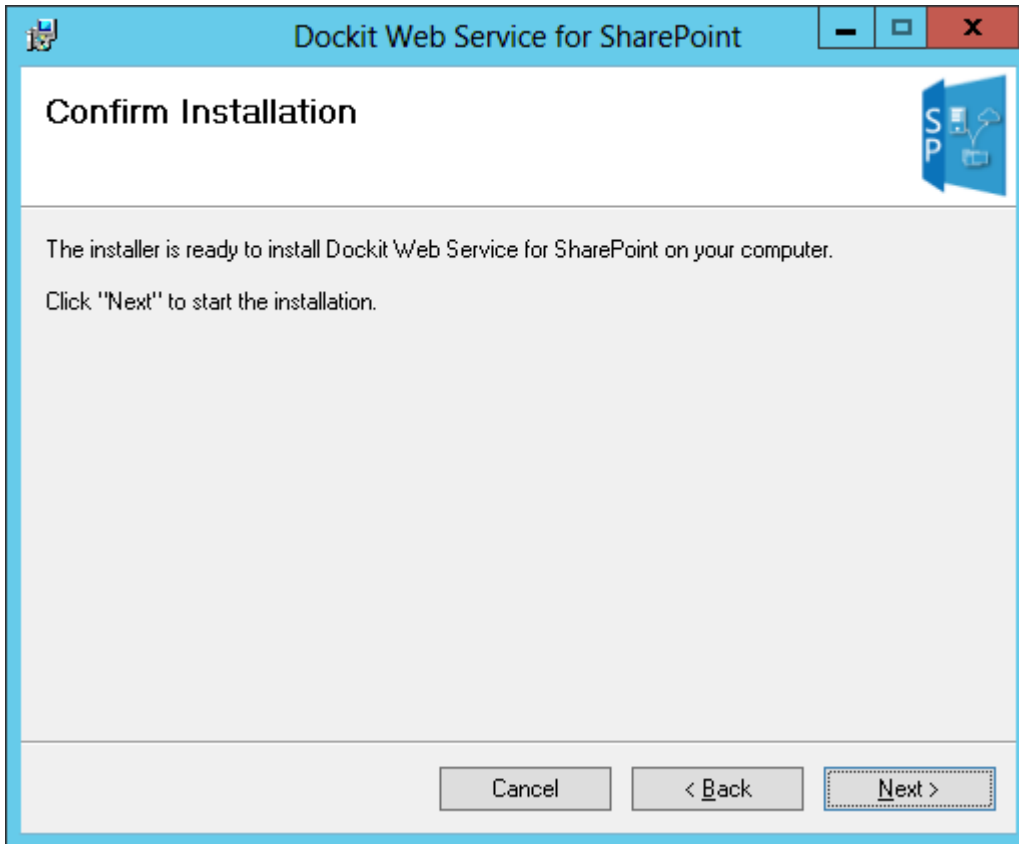 Dockit Web Service for SharePoint
Confirm Installation
S
P
The installer is ready to install Dockit Web Service for SharePoint on your computer.
Click "Next" to start the installation.
Cancel
< Back
Next >